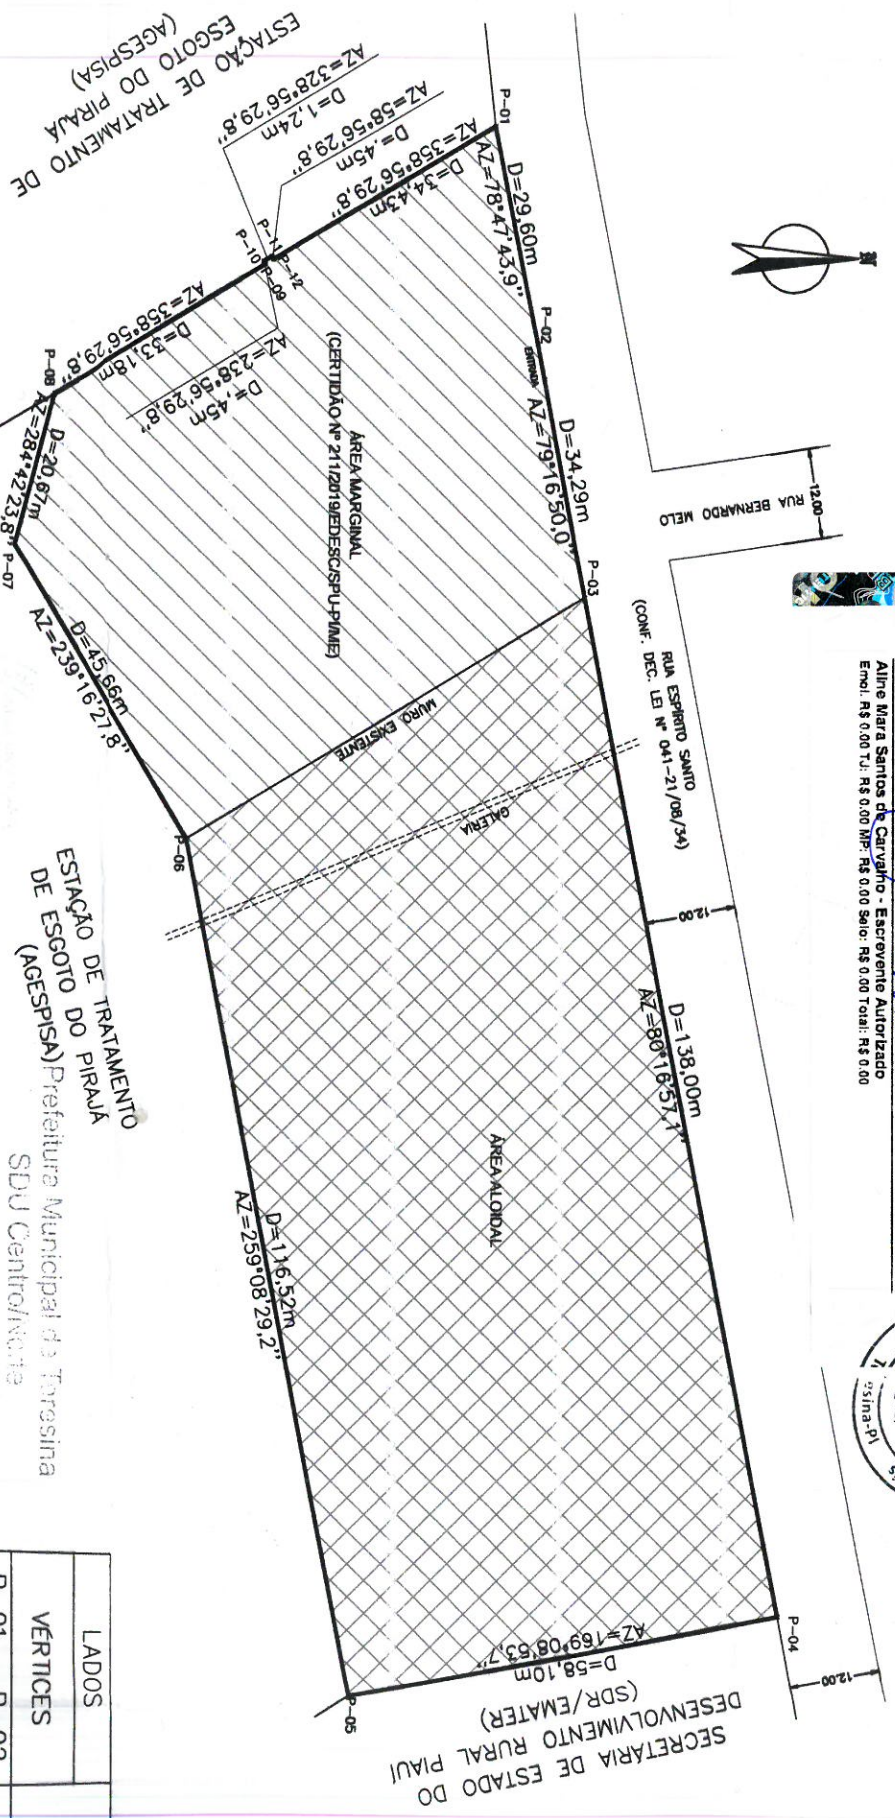 ESTAÇÃO DE TRATAMENTO DE
ESGOTO DO PIRAJÁ
(AGESPISA)
AZ=328°56'29,8"
D=1,24m
AZ=58°56'29,8"
D=,45m
AZ=358°56'29,8"
D=34,43m
P-01
D=29,60m
AZ=78°47'43,9"
P-02
ENTRADA
D=34,29m
AZ=79°16'50,0"
P-03
12.00
RUA BERNARDO MELO
RUA ESPÍRITO SANTO
(CONF. DEC. LEI Nº 041-21/08/34)
12.00
D=138,00m
AZ=80°16'57,1"
P-04
12.00
AZ=169°08'53,7"
D=58,10m
P-05
SECRETARIA DE ESTADO DO
DESENVOLVIMENTO RURAL PIAUI
(SDR/EMATER)
D=116,52m
AZ=259°08'29,2"
P-06
D=45,66m
AZ=239°16'27,8"
P-07
D=20,67m
AZ=284°42'23,8"
P-08
AZ=358°56'29,8"
D=33,18m
P-10
P-09
P-11
P-12
AZ=238°56'29,8"
D=,45m
ÁREA MARGINAL
(CERTIDÃO Nº 211/2019/EDESC/SPU-PI/ME)
MURO EXISTENTE
GALERIA
ÁREA ALOIDAL
ESTAÇÃO DE TRATAMENTO
DE ESGOTO DO PIRAJÁ
(AGESPISA)
Prefeitura Municipal de Teresina
SDU Centro/Norte
Aline Mara Santos de Carvalho - Escrevente Autorizado
Emol: R$ 0.00 TJ: R$ 0.00 MP: R$ 0.00 Selo: R$ 0.00 Total: R$ 0.00
esina-PI
LADOS
VÉRTICES
P-01 P-02